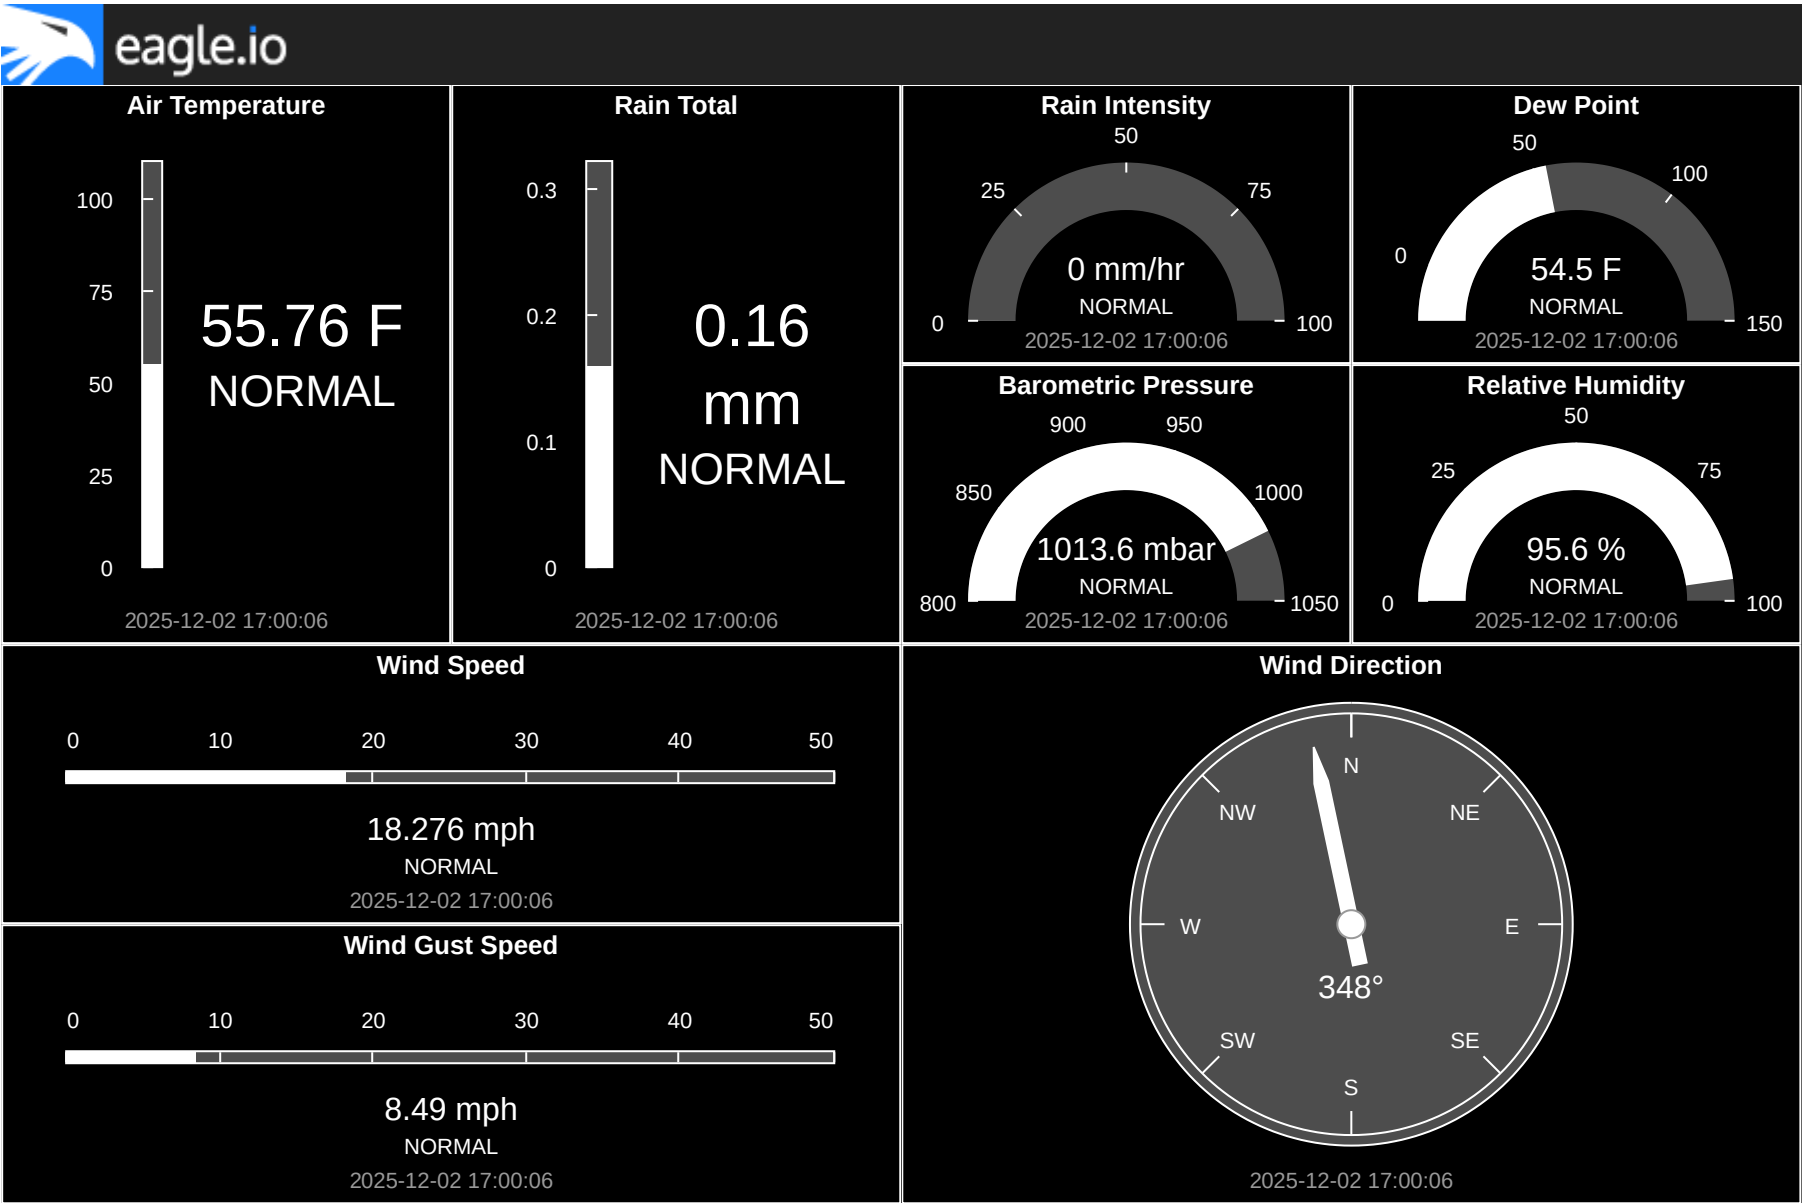 eagle.io
Air Temperature
100
75
50
25
0
55.76 F
NORMAL
2025-12-02 17:00:06
Rain Total
0.3
0.2
0.1
0
0.16
mm
NORMAL
2025-12-02 17:00:06
Rain Intensity
0
25
50
75
100
0 mm/hr
NORMAL
2025-12-02 17:00:06
Dew Point
0
50
100
150
54.5 F
NORMAL
2025-12-02 17:00:06
Barometric Pressure
800
850
900
950
1000
1050
1013.6 mbar
NORMAL
2025-12-02 17:00:06
Relative Humidity
0
25
50
75
100
95.6 %
NORMAL
2025-12-02 17:00:06
Wind Speed
0 10 20 30 40 50
18.276 mph
NORMAL
2025-12-02 17:00:06
Wind Gust Speed
0 10 20 30 40 50
8.49 mph
NORMAL
2025-12-02 17:00:06
Wind Direction
N
NW NE
W E
348°
SW SE
S
2025-12-02 17:00:06